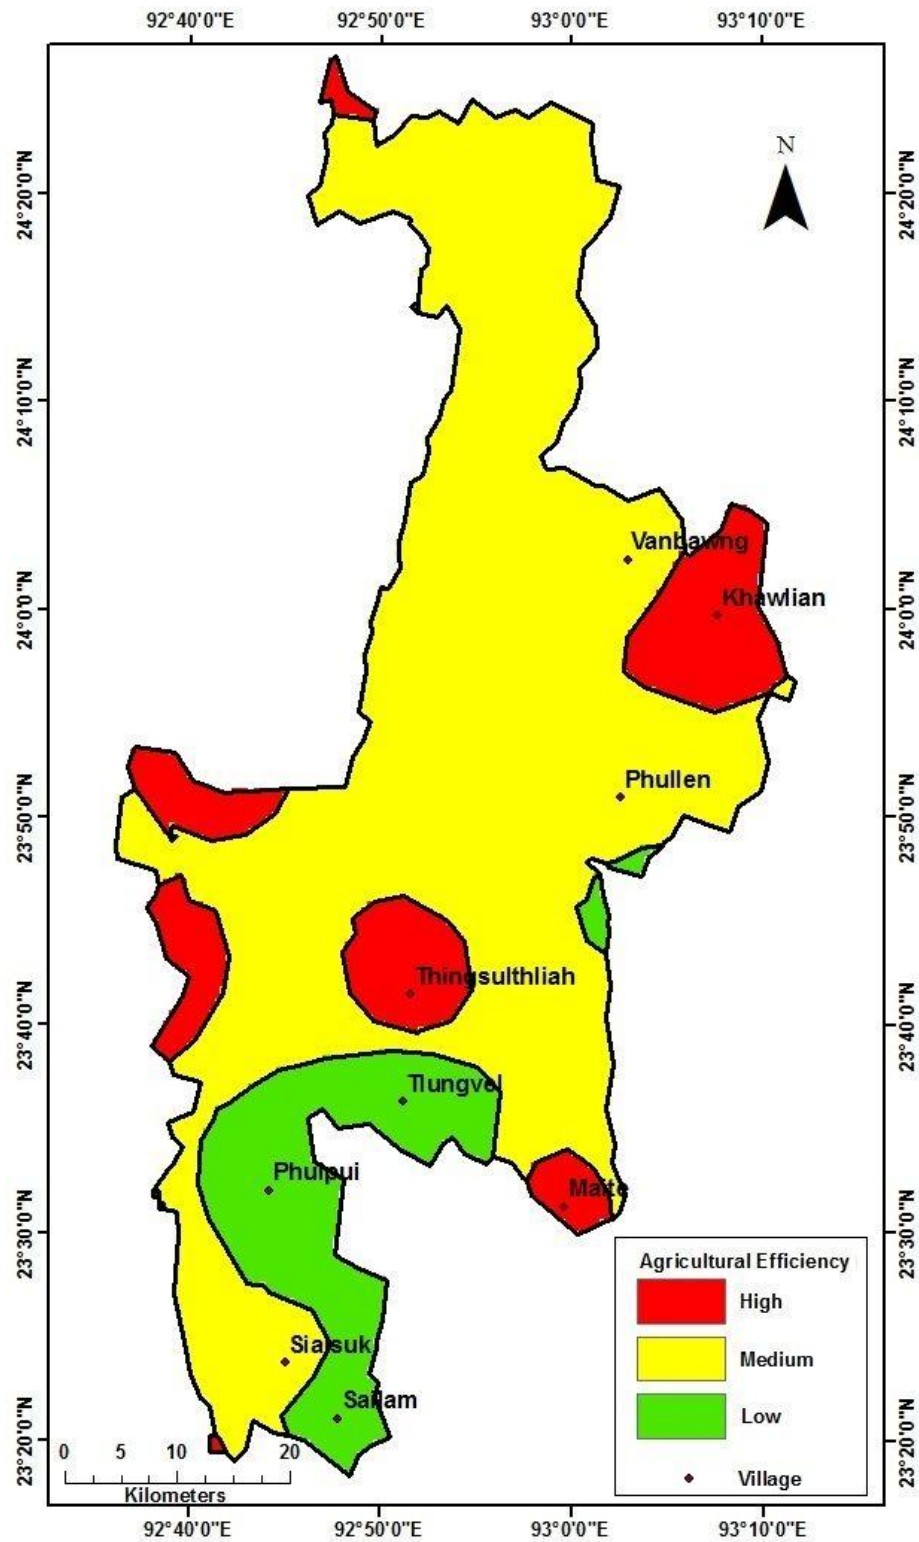 92°40'0"E 92°50'0"E 93°0'0"E 93°10'0"E
N
24°20'0"N 24°20'0"N
24°10'0"N 24°10'0"N
Vanbawng
Khawlian
24°0'0"N 24°0'0"N
Phullen
23°50'0"N 23°50'0"N
Thingsulthliah
23°40'0"N 23°40'0"N
Tlungvel
Phulpui
Maite
23°30'0"N 23°30'0"N
Agricultural Efficiency
High
Sialsuk
Medium
Sailam
Low
23°20'0"N 23°20'0"N
0 5 10 20
Village
Kilometers
92°40'0"E 92°50'0"E 93°0'0"E 93°10'0"E